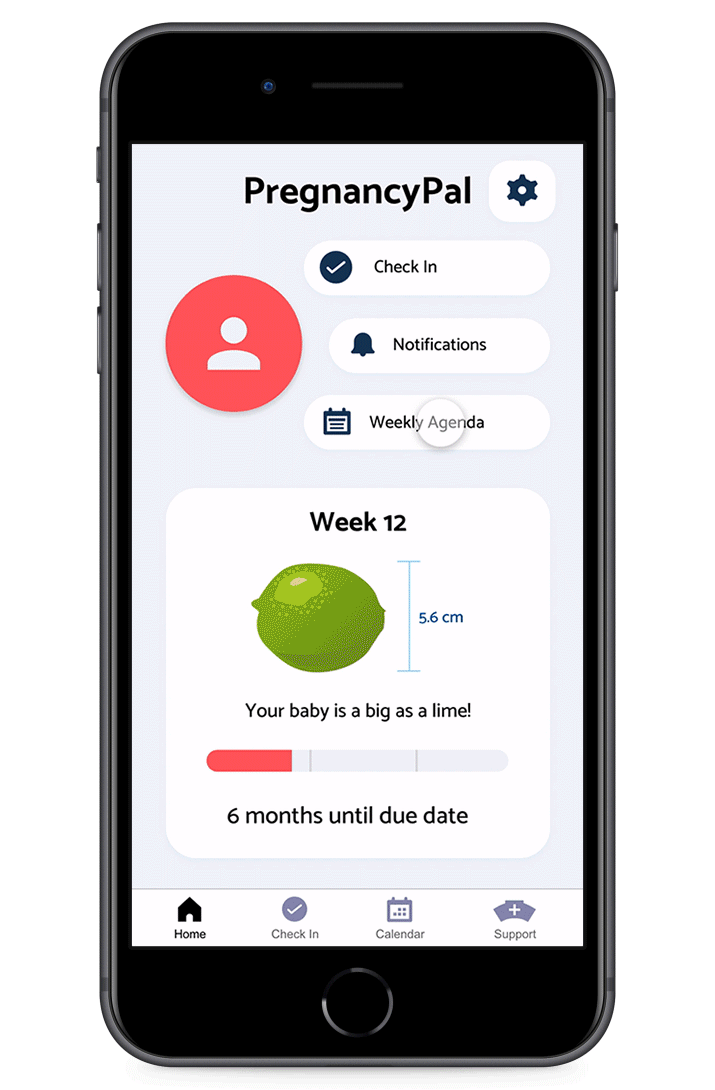 PregnancyPal
Check In
Notifications
Weekly Agenda
Week 12
5.6 cm
Your baby is a big as a lime!
6 months until due date
Home
Check In
Calendar
Support